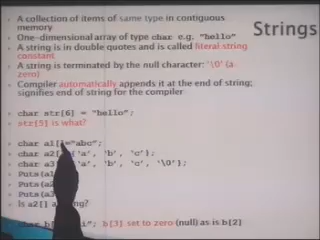 Strings
A collection of items of same type in contiguous
memory
One-dimensional array of type char e.g. "hello"
A string is in double quotes and is called literal string
constant
A string is terminated by the null character: '\0' (a
zero)
Compiler automatically appends it at the end of string;
signifies end of string for the compiler
char str[6] = "hello";
str[5] is what?
char a1[]="abc";
char a2[ 'a', 'b', 'c'};
char a3[ 'a', 'b', 'c', '\0'};
Puts(a1
Puts(a2
Puts(a3
Is a2[] a ing?
char b[ i"; b[3] set to zero (null) as is b[2]